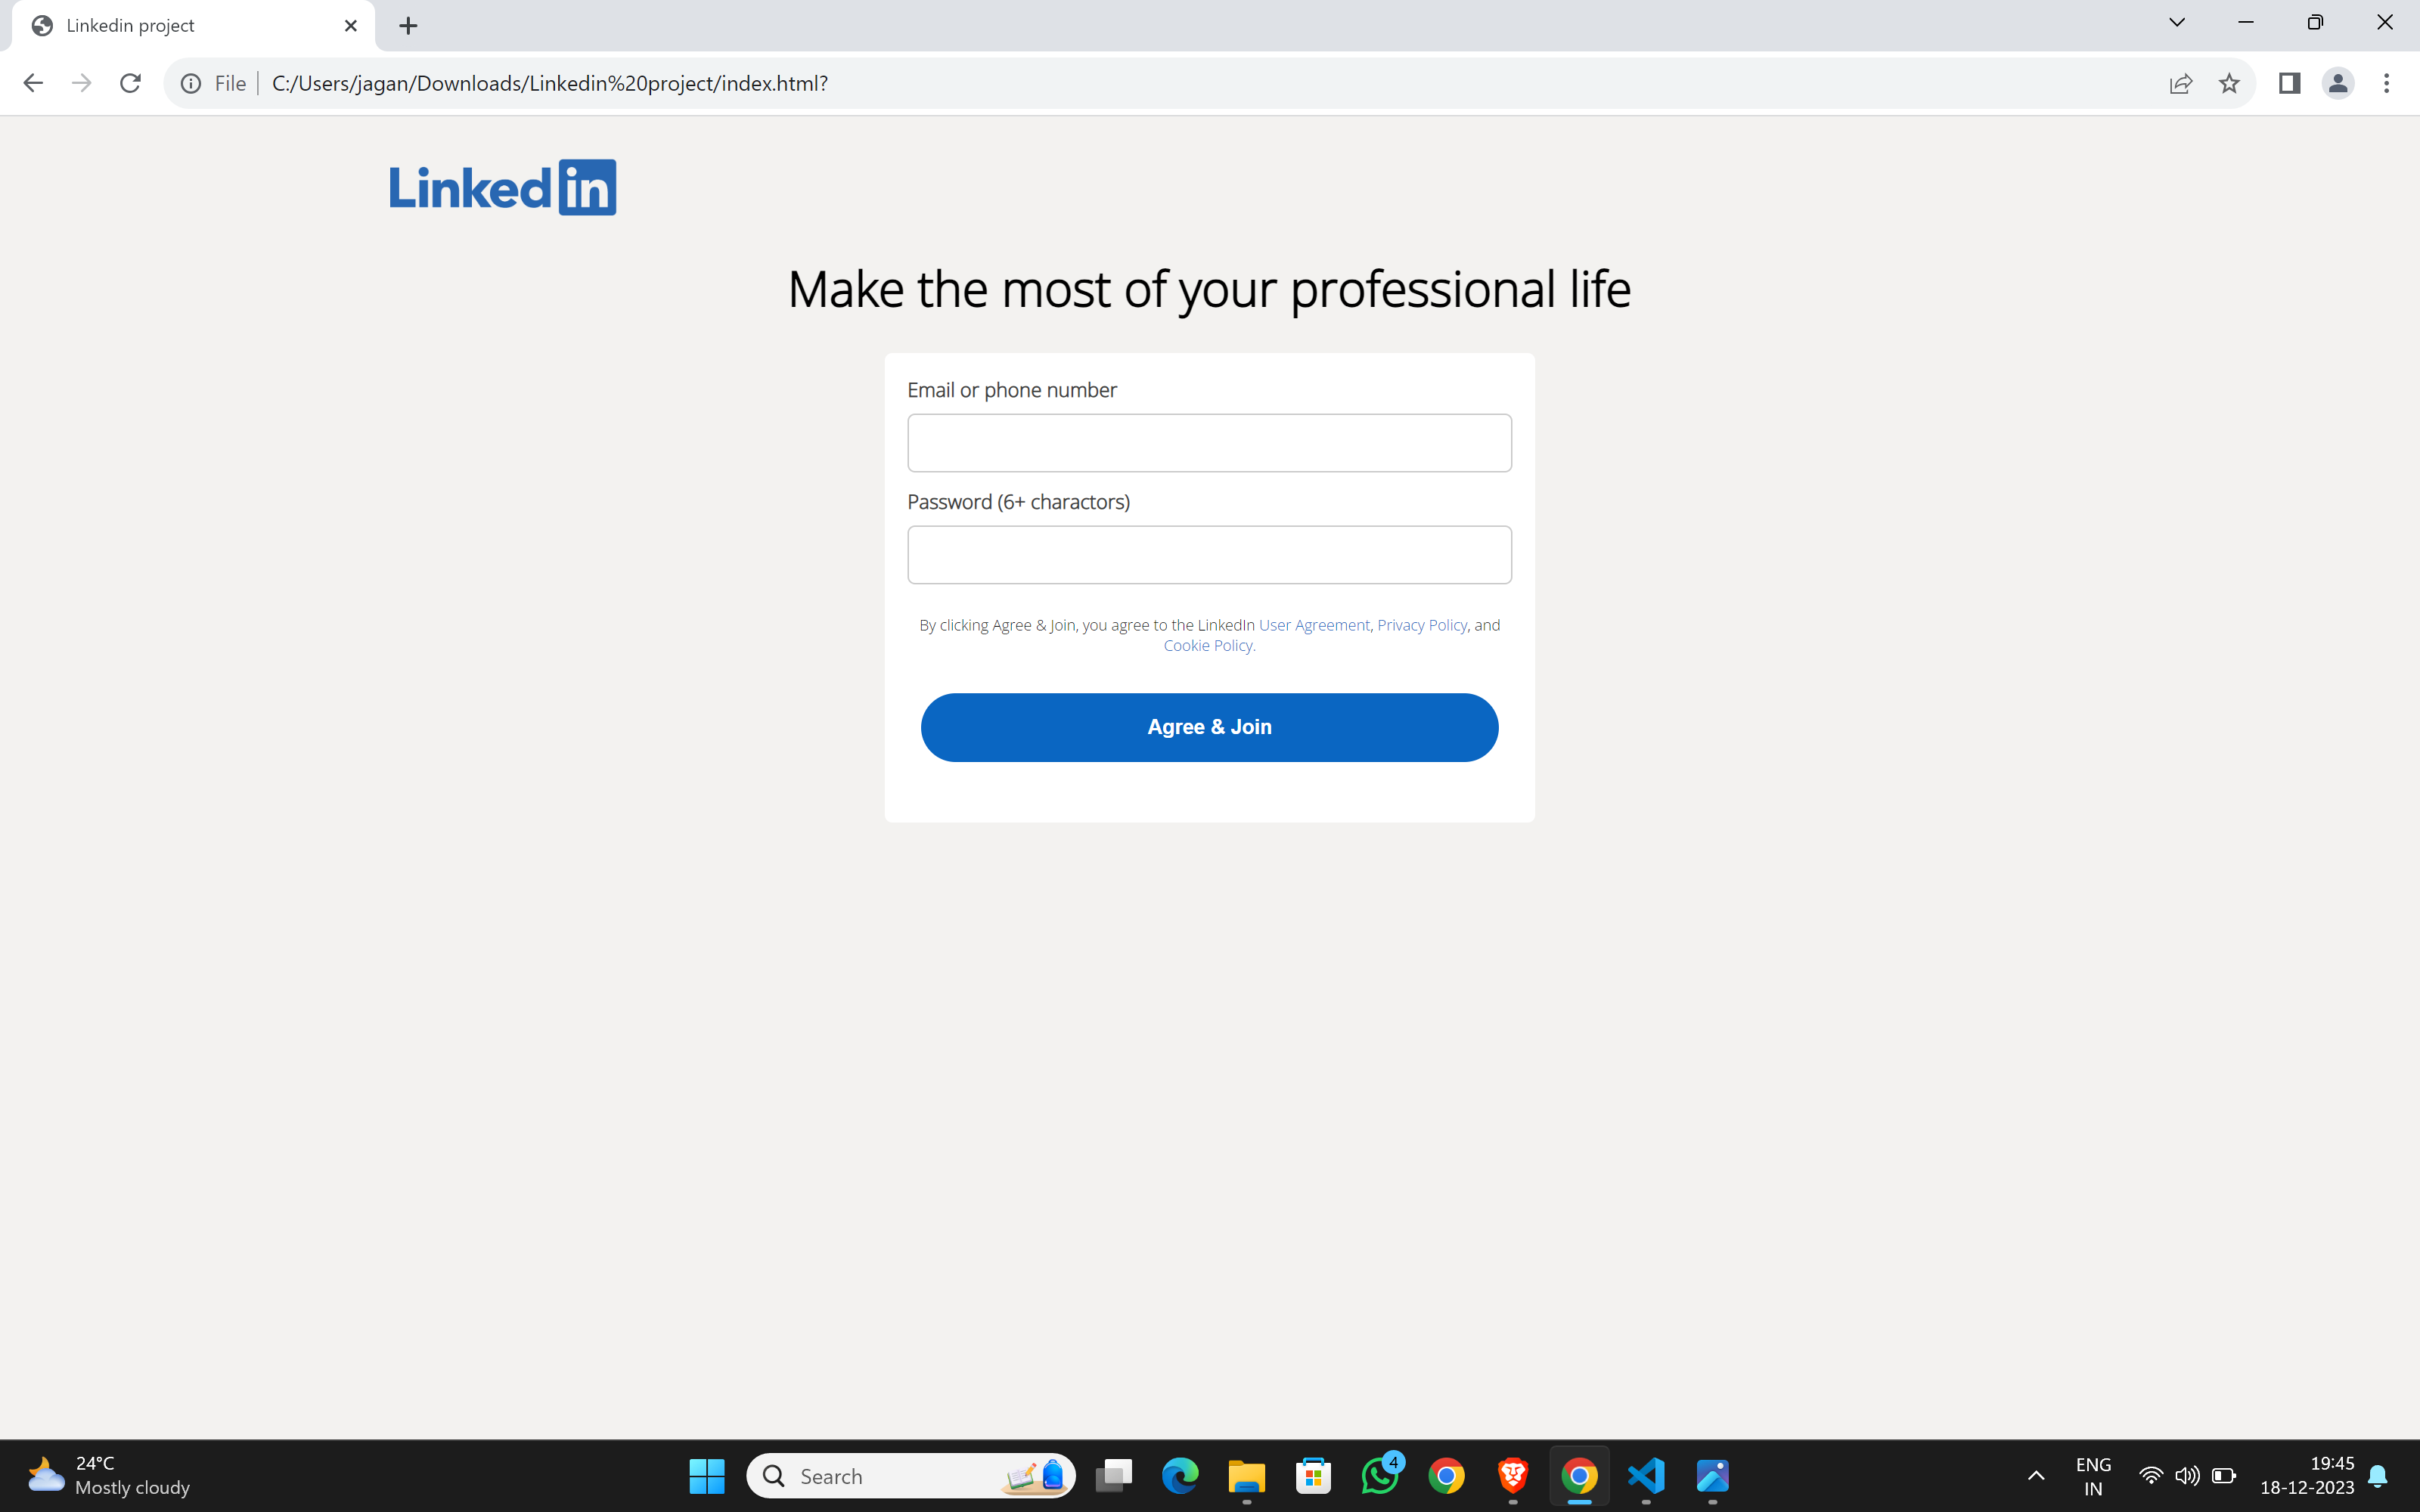 Linkedin project
File
C:/Users/jagan/Downloads/Linkedin%20project/index.html?
Linked in
Make the most of your professional life
Email or phone number
Password (6+ charactors)
By clicking Agree & Join, you agree to the LinkedIn User Agreement, Privacy Policy, and
Cookie Policy.
Agree & Join
24°C
Mostly cloudy
Search
4
ENG
IN
19:45
18-12-2023